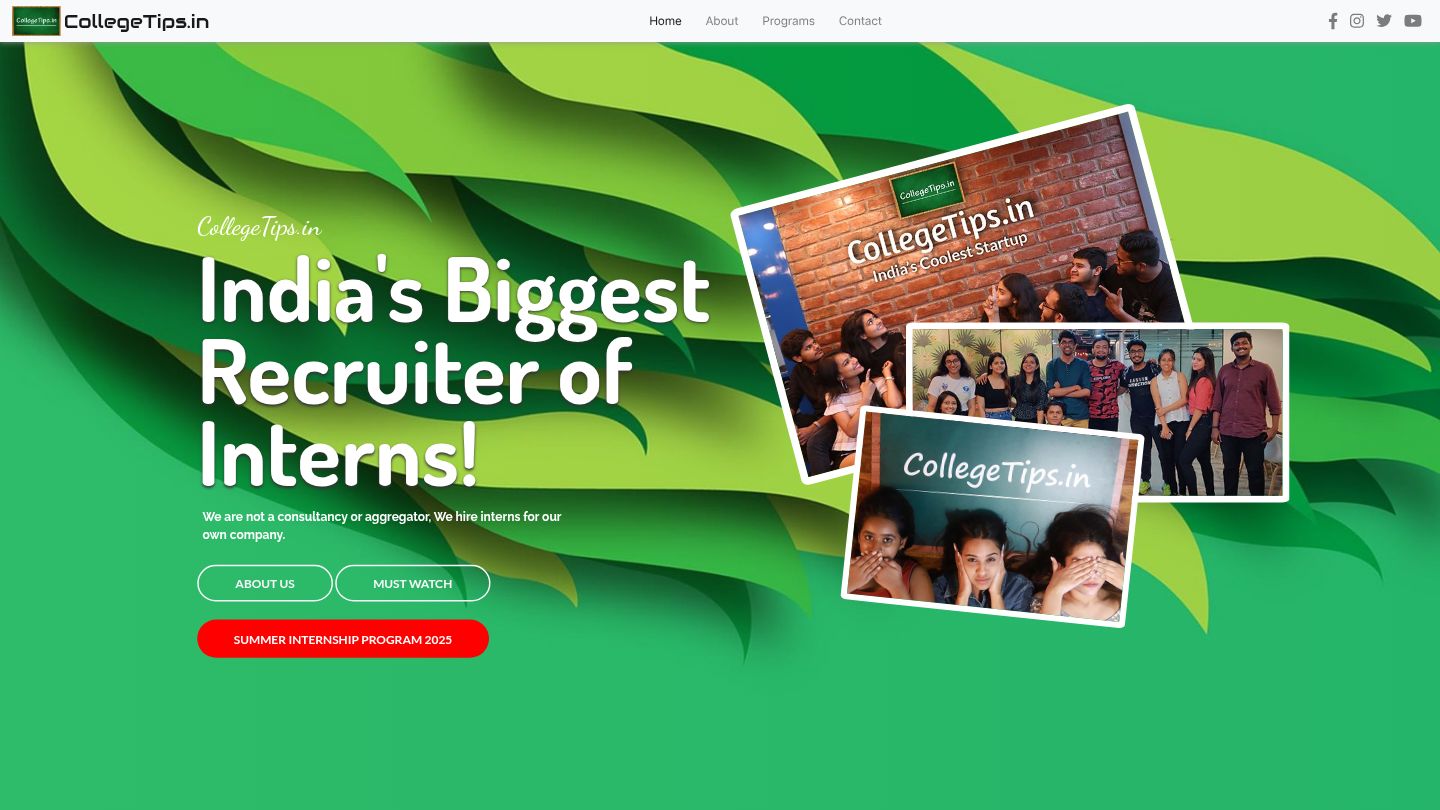 CollegeTips.in CollegeTips.in
Home About Programs Contact
CollegeTips.in
India's Biggest
Recruiter of
Interns!
We are not a consultancy or aggregator, We hire interns for our
own company.
ABOUT US MUST WATCH
SUMMER INTERNSHIP PROGRAM 2025
CollegeTips.in
CollegeTips.in
India's Coolest Startup
CollegeTips.in